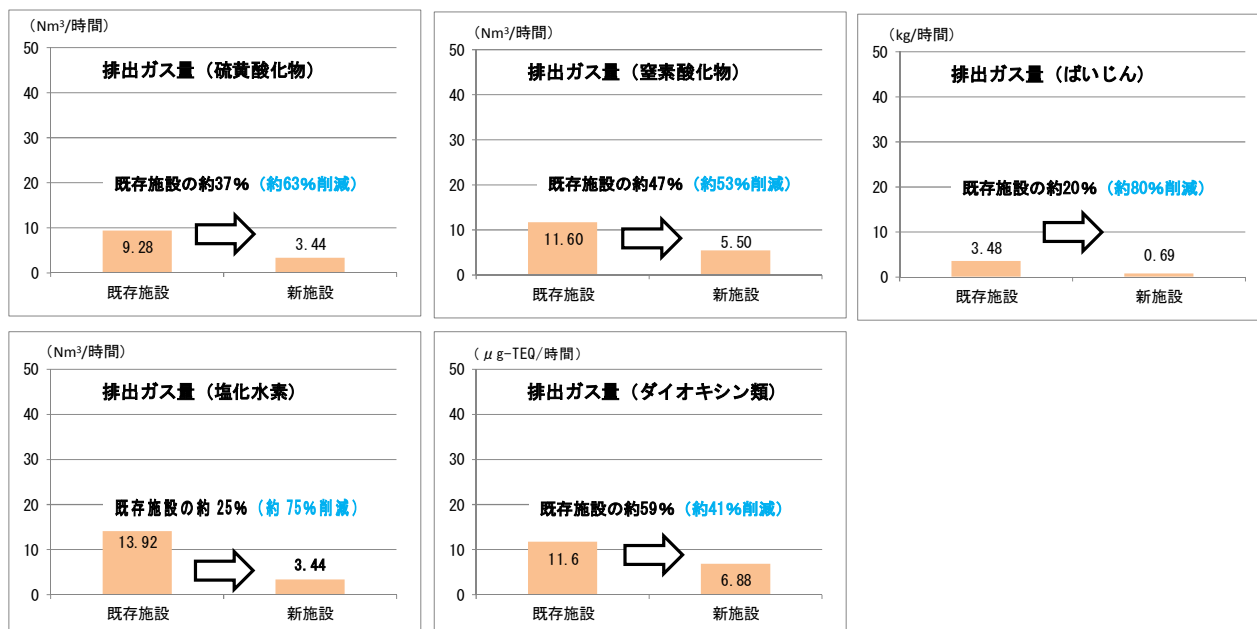 （Nm³/時間）
排出ガス量（硫黄酸化物）
50
40
30
20
10
0
既存施設の約37％（約63％削減）
9.28
3.44
既存施設
新施設
（Nm³/時間）
排出ガス量（窒素酸化物）
50
40
30
20
10
0
既存施設の約47％（約53％削減）
11.60
5.50
既存施設
新施設
（kg/時間）
排出ガス量（ばいじん）
50
40
30
20
10
0
既存施設の約20％（約80％削減）
3.48
0.69
既存施設
新施設
（Nm³/時間）
排出ガス量（塩化水素）
50
40
30
20
10
0
既存施設の約 25％（約 75％削減）
13.92
3.44
既存施設
新施設
（μg-TEQ/時間）
排出ガス量（ダイオキシン類）
50
40
30
20
10
0
既存施設の約59％（約41％削減）
11.6
6.88
既存施設
新施設